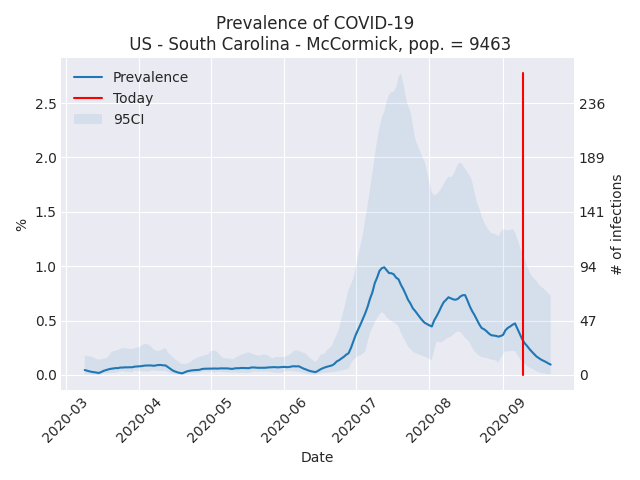 Prevalence of COVID-19
US - South Carolina - McCormick, pop. = 9463
Prevalence
Today
95CI
2.5
2.0
1.5
1.0
0.5
0.0
%
236
189
141
94
47
0
# of infections
2020-03
2020-04
2020-05
2020-06
2020-07
2020-08
2020-09
Date